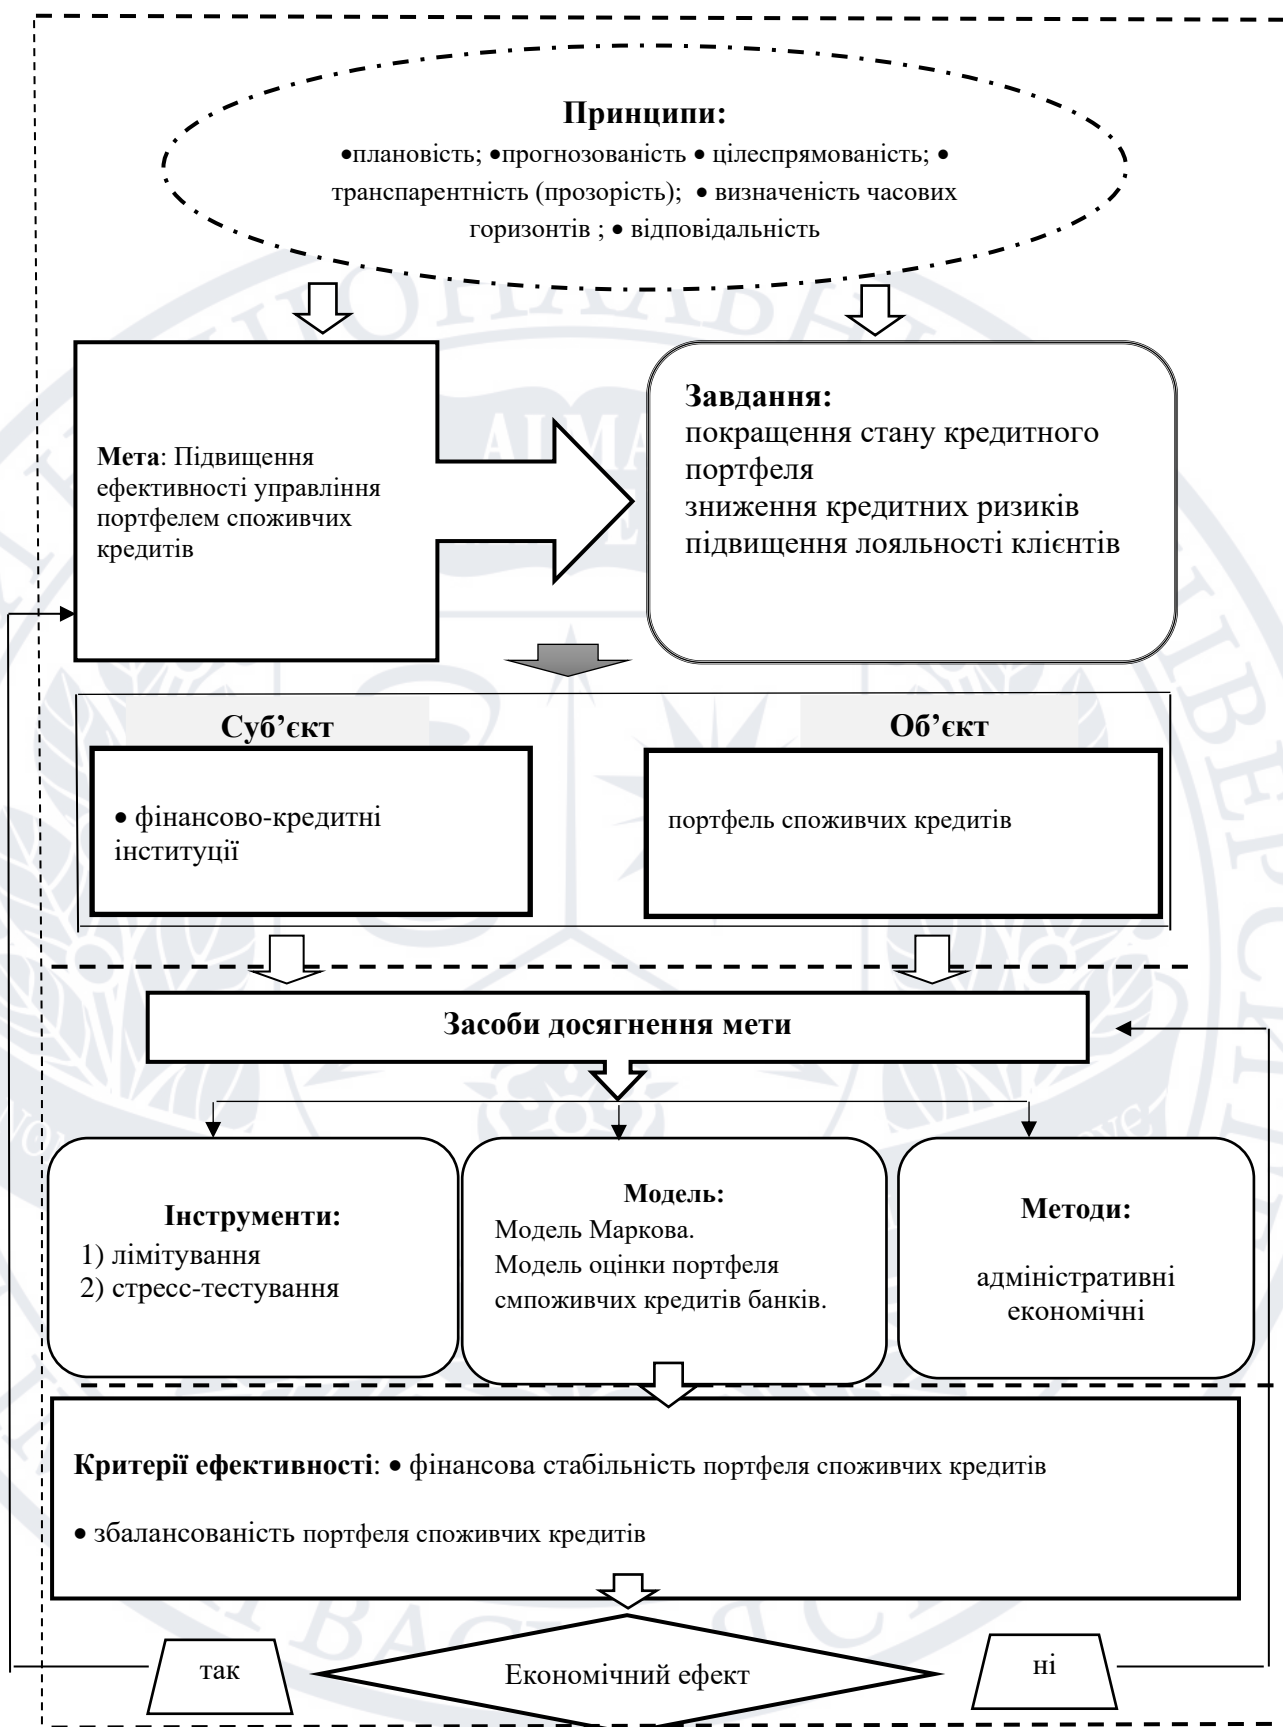 Принципи:
•плановість; •прогнозованість • цілеспрямованість; •
транспарентність (прозорість); • визначеність часових
горизонтів ; • відповідальність
Мета: Підвищення
ефективності управління
портфелем споживчих
кредитів
Завдання:
покращення стану кредитного
портфеля
зниження кредитних ризиків
підвищення лояльності клієнтів
Суб’єкт
Об’єкт
• фінансово-кредитні
інституції
портфель споживчих кредитів
Засоби досягнення мети
Інструменти:
1) лімітування
2) стресс-тестування
Модель:
Модель Маркова.
Модель оцінки портфеля
смпоживчих кредитів банків.
Методи:
адміністративні
економічні
Критерії ефективності: • фінансова стабільність портфеля споживчих кредитів
• збалансованість портфеля споживчих кредитів
так
Економічний ефект
ні